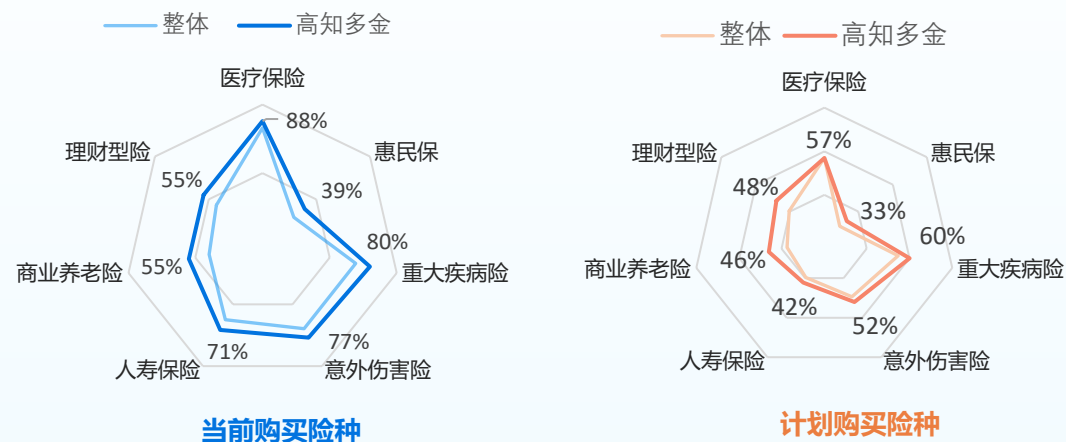 整体 高知多金
医疗保险
88%
惠民保
39%
80%
重大疾病险
77%
意外伤害险
71%
人寿保险
55%
商业养老险
55%
理财型险
当前购买险种
整体 高知多金
医疗保险
57%
惠民保
33%
60%
重大疾病险
52%
意外伤害险
42%
人寿保险
46%
商业养老险
48%
理财型险
计划购买险种